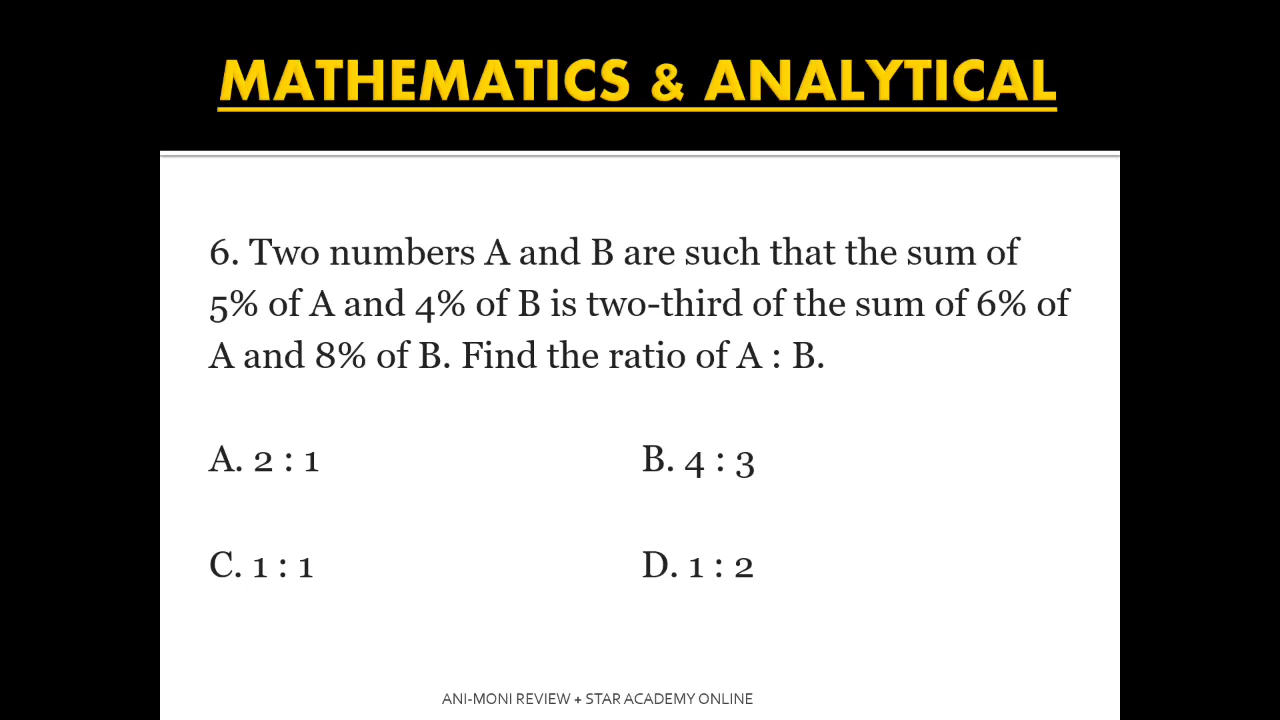 MATHEMATICS & ANALYTICAL
6. Two numbers A and B are such that the sum of
5% of A and 4% of B is two-third of the sum of 6% of
A and 8% of B. Find the ratio of A : B.
A. 2 : 1
B. 4 : 3
C. 1 : 1
D. 1 : 2
ANI-MONI REVIEW + STAR ACADEMY ONLINE